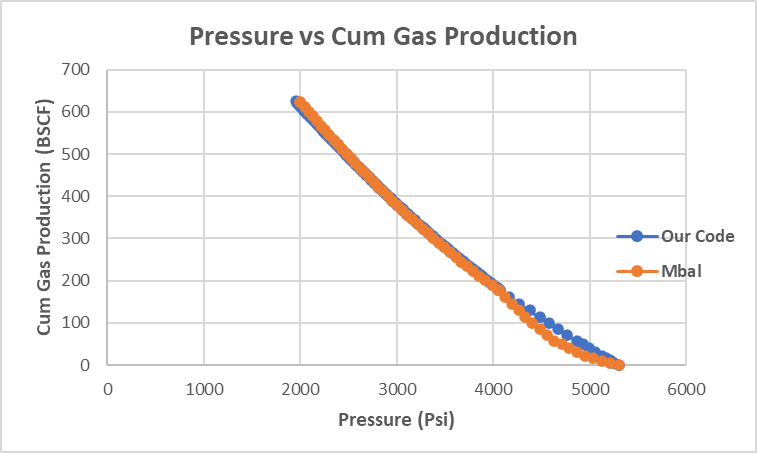 Pressure vs Cum Gas Production
Cum Gas Production (BSCF)
700
600
500
400
300
200
100
0
Our Code
Mbal
0 1000 2000 3000 4000 5000 6000
Pressure (Psi)